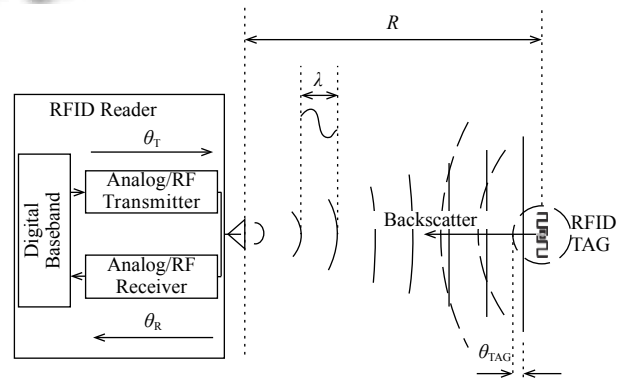 R
λ
RFID Reader
θT
Analog/RF
Transmitter
Digital
Baseband
Analog/RF
Receiver
θR
Backscatter
RFID
TAG
θTAG